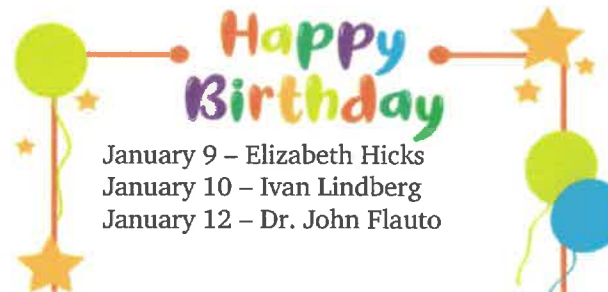 Happy
Birthday
January 9 – Elizabeth Hicks
January 10 – Ivan Lindberg
January 12 – Dr. John Flauto